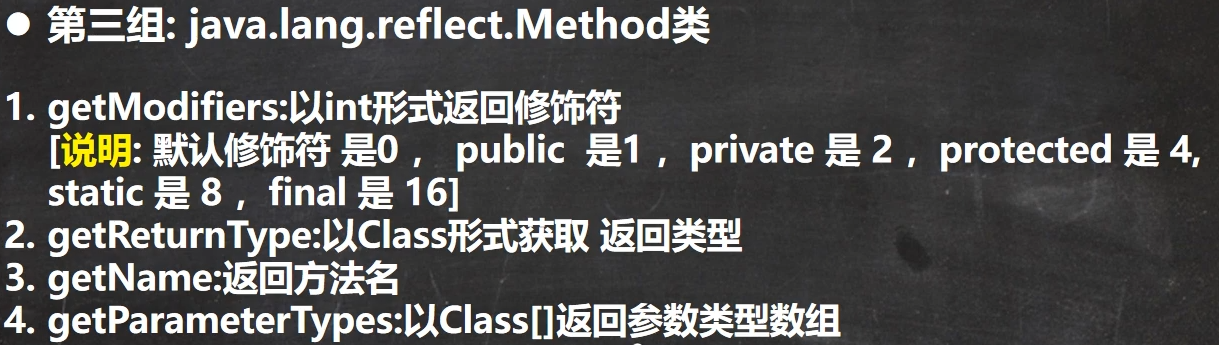 ● 第三组: java.lang.reflect.Method类
1. getModifiers:以int形式返回修饰符
[说明: 默认修饰符 是0 ， public 是1 ，private 是 2 ，protected 是 4,
static 是 8 ，final 是 16]
2. getReturnType:以Class形式获取 返回类型
3. getName:返回方法名
4. getParameterTypes:以Class[]返回参数类型数组